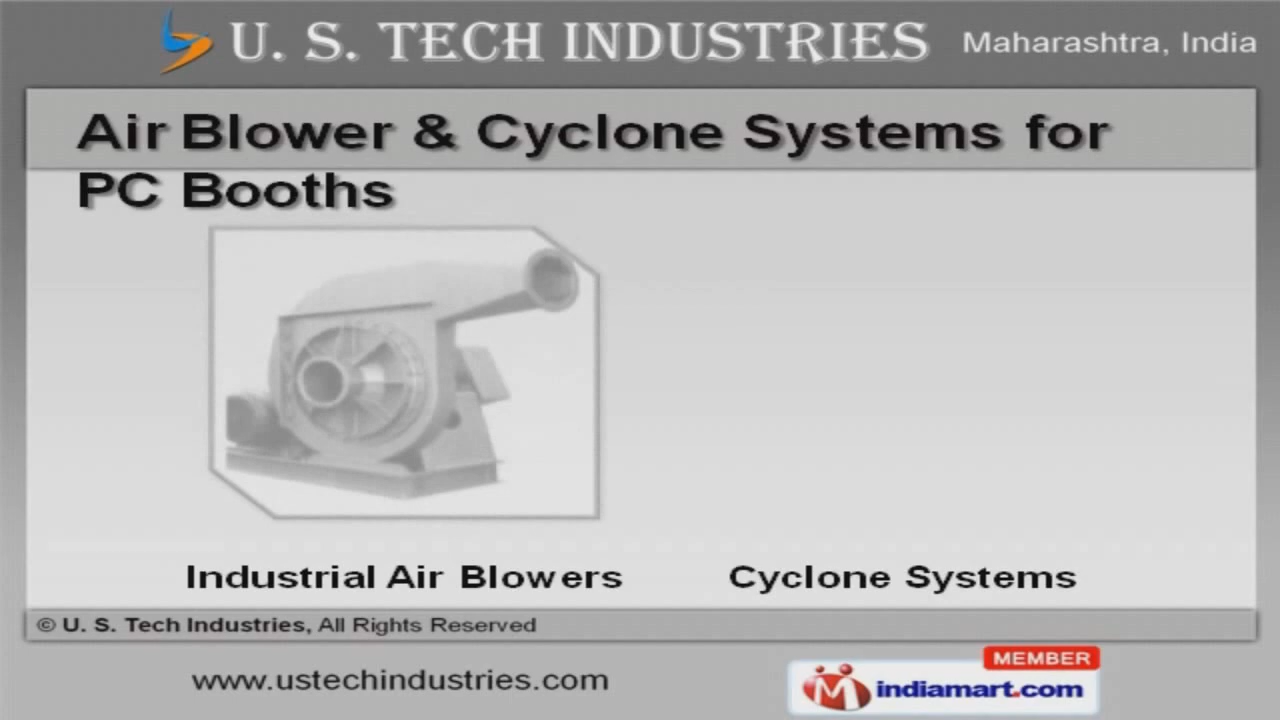 U. S. TECH INDUSTRIES
Maharashtra, India
Air Blower & Cyclone Systems for
PC Booths
Industrial Air Blowers
Cyclone Systems
© U. S. Tech Industries, All Rights Reserved
www.ustechindustries.com
MEMBER
indiamart.com